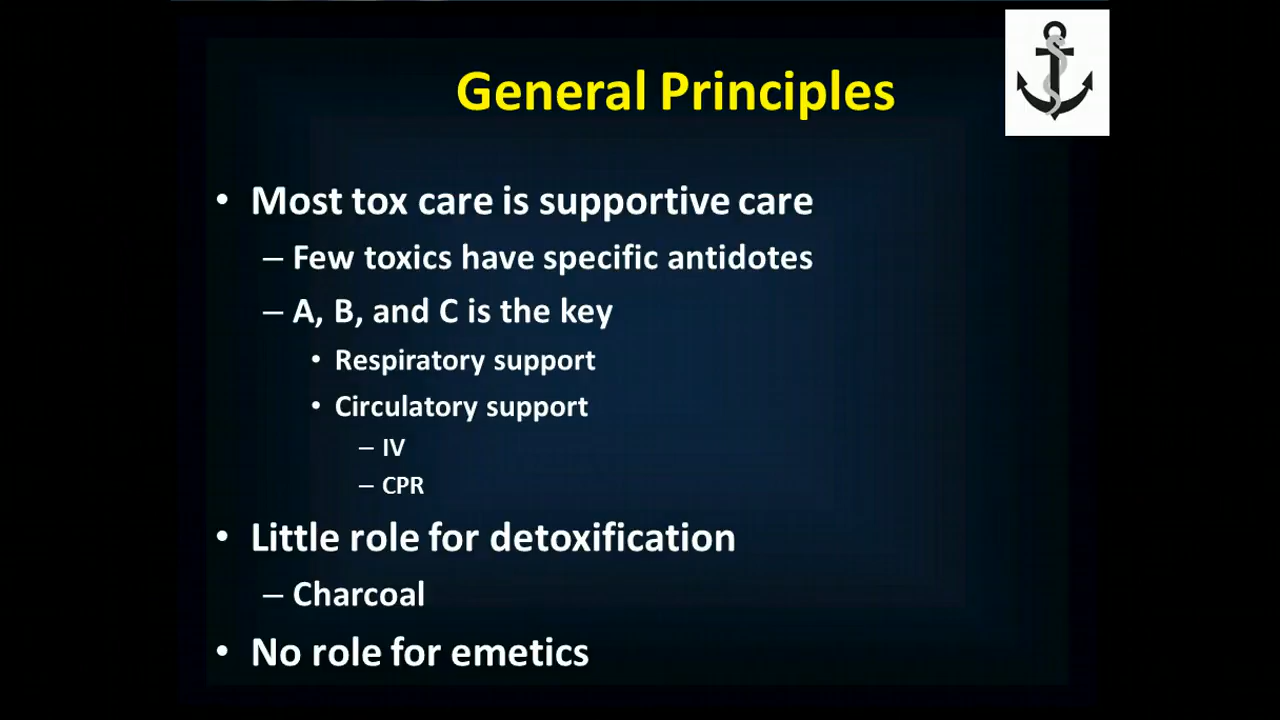 General Principles
• Most tox care is supportive care
– Few toxics have specific antidotes
– A, B, and C is the key
• Respiratory support
• Circulatory support
– IV
– CPR
• Little role for detoxification
– Charcoal
• No role for emetics